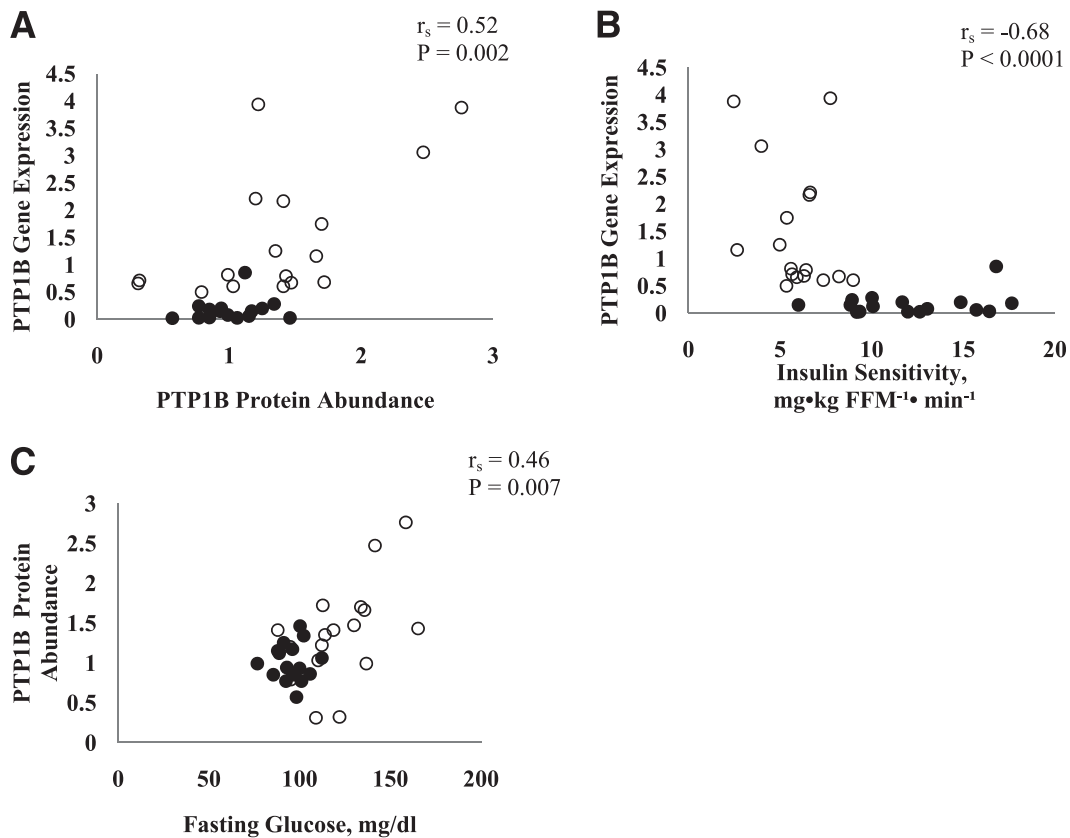 A
rₛ = 0.52
P = 0.002
PTP1B Gene Expression
4.5
4
3.5
3
2.5
2
1.5
1
0.5
0
0 1 2 3
PTP1B Protein Abundance
B
rₛ = -0.68
P < 0.0001
PTP1B Gene Expression
4.5
4
3.5
3
2.5
2
1.5
1
0.5
0
0 5 10 15 20
Insulin Sensitivity,
mg•kg FFM⁻¹• min⁻¹
C
rₛ = 0.46
P = 0.007
PTP1B Protein
Abundance
3
2.5
2
1.5
1
0.5
0
0 50 100 150 200
Fasting Glucose, mg/dl